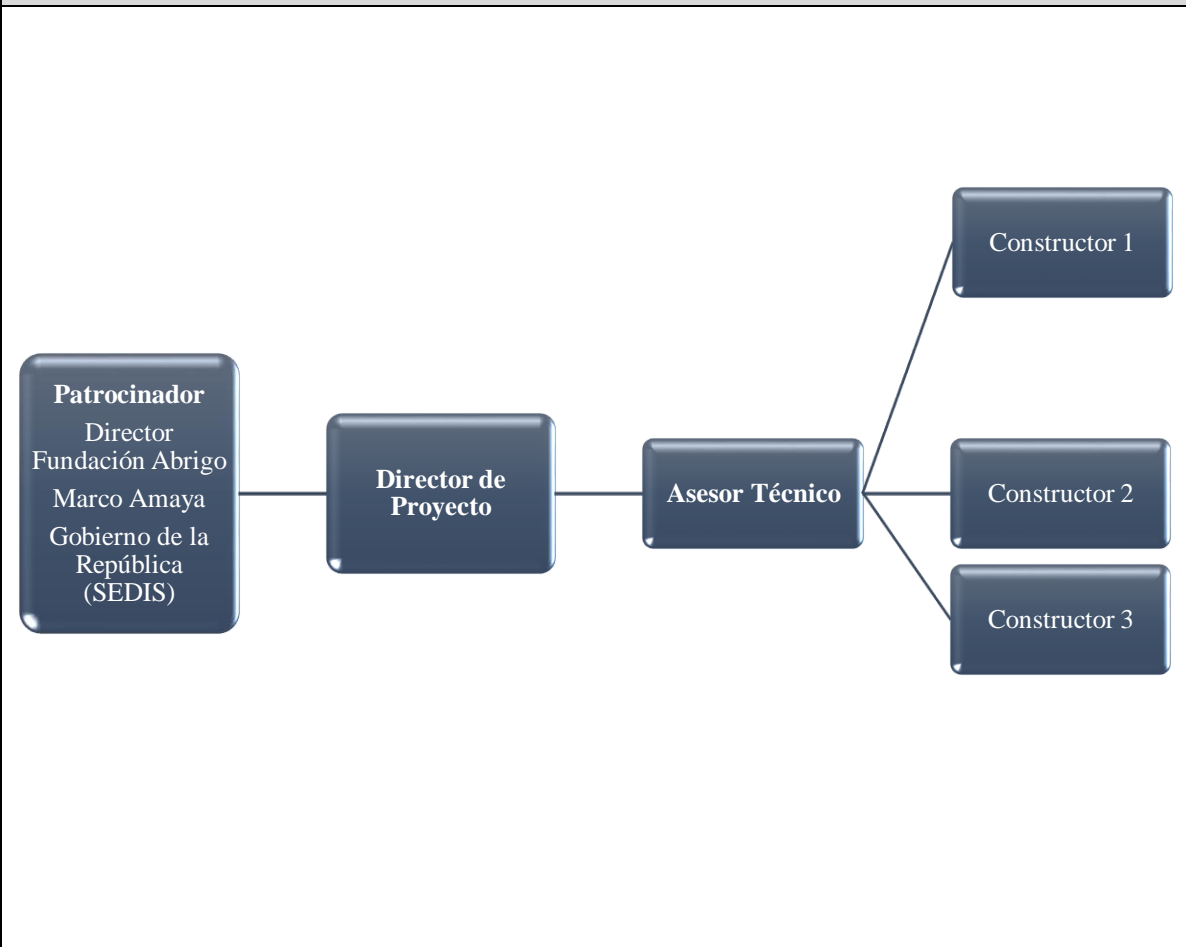 Patrocinador
Director
Fundación Abrigo
Marco Amaya
Gobierno de la
República
(SEDIS)
Director de
Proyecto
Asesor Técnico
Constructor 1
Constructor 2
Constructor 3